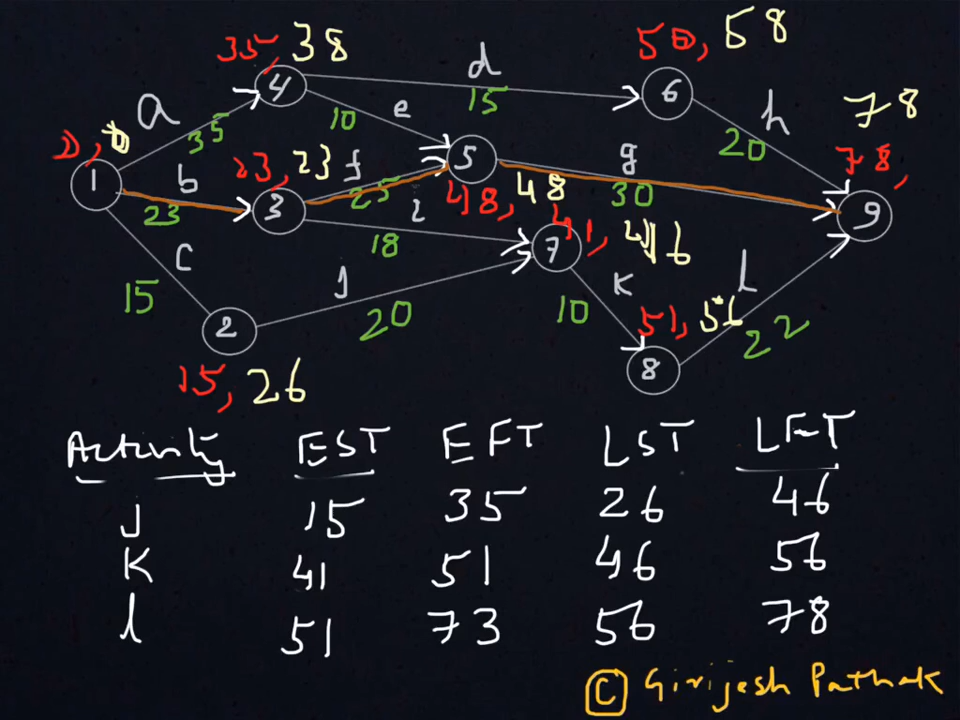 35, 38
50, 58
4
d
15
6
a
35
e
10
h
20
78
78,
0, 0
1
b
23
23, 23
3
f
25
5
48, 48
g
30
9
i
18
7
41, 46
c
15
j
20
k
10
l
22
2
15, 26
51, 56
8
Activity EST EFT LST LFT
j 15 35 26 46
K 41 51 46 56
l 51 73 56 78
© Girijesh Pathak